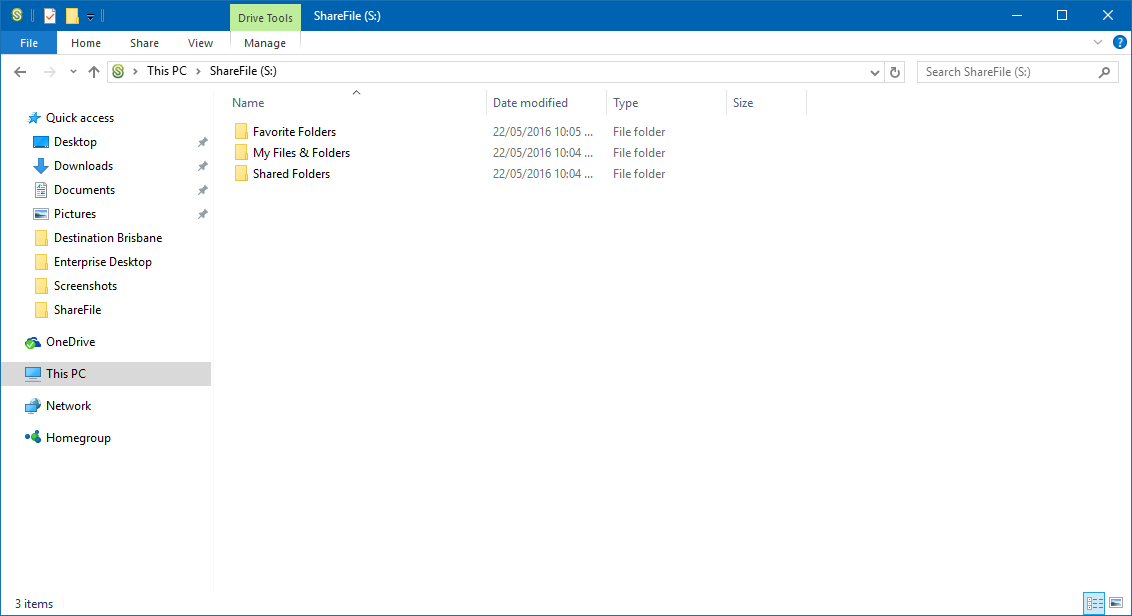 Drive Tools ShareFile (S:)
File Home Share View Manage
This PC ShareFile (S:) Search ShareFile (S:)
Name Date modified Type Size
Favorite Folders 22/05/2016 10:05 ... File folder
My Files & Folders 22/05/2016 10:04 ... File folder
Shared Folders 22/05/2016 10:04 ... File folder
Quick access
Desktop
Downloads
Documents
Pictures
Destination Brisbane
Enterprise Desktop
Screenshots
ShareFile
OneDrive
This PC
Network
Homegroup
3 items